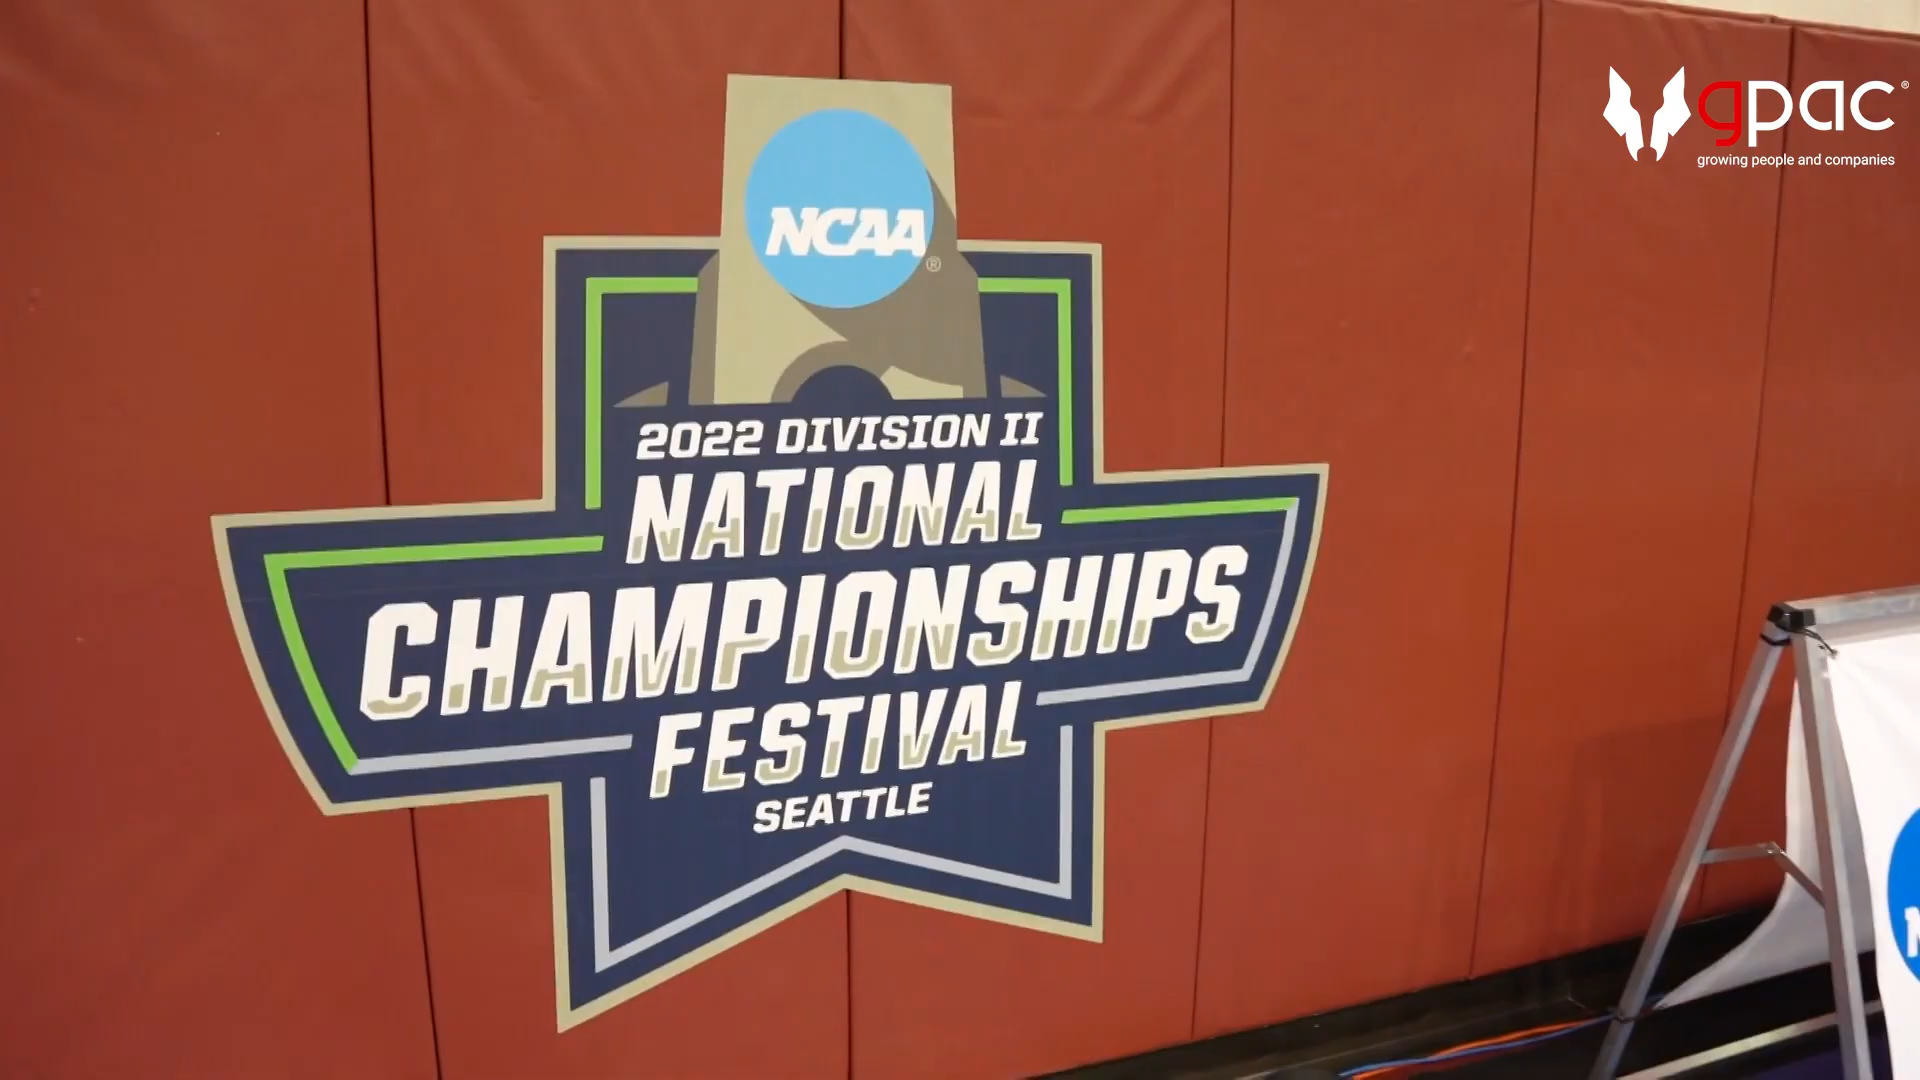 gpac®
growing people and companies
NCAA
®
2022 DIVISION II
NATIONAL
CHAMPIONSHIPS
FESTIVAL
SEATTLE